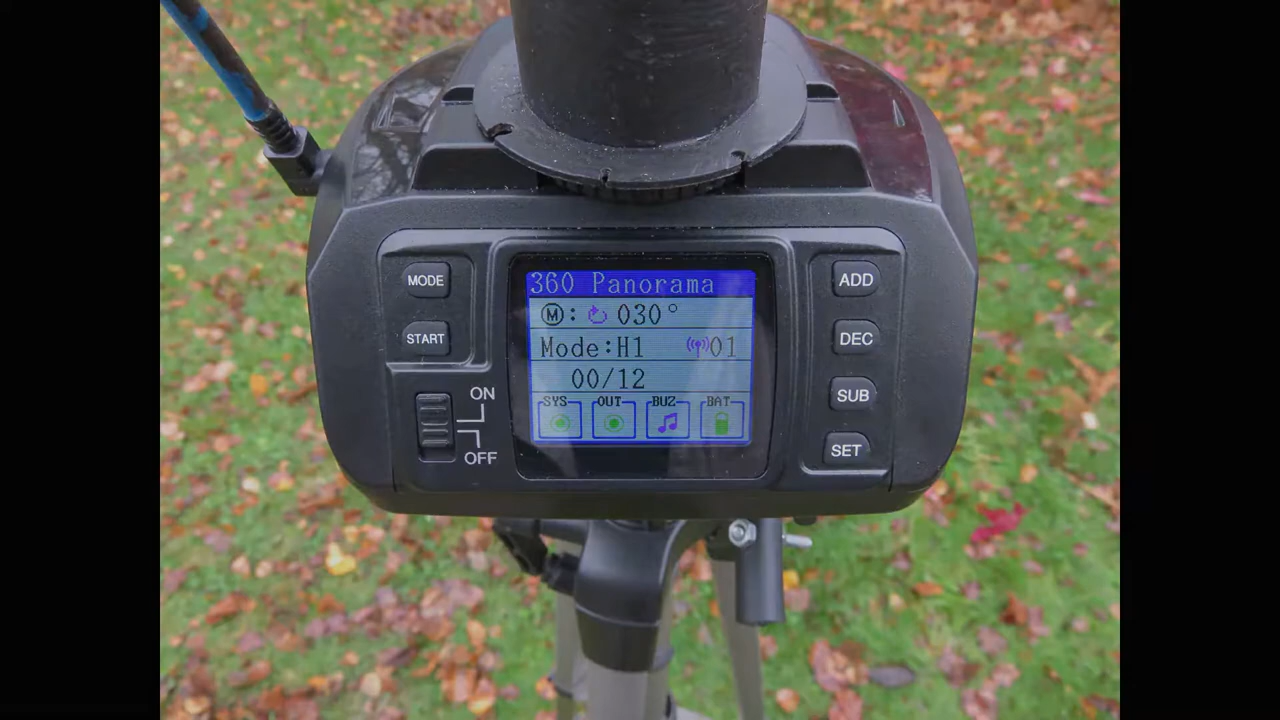 MODE
START
ON
OFF
360 Panorama
Ⓜ: 030°
Mode:H1 01
00/12
SYS OUT BUZ BAT
ADD
DEC
SUB
SET